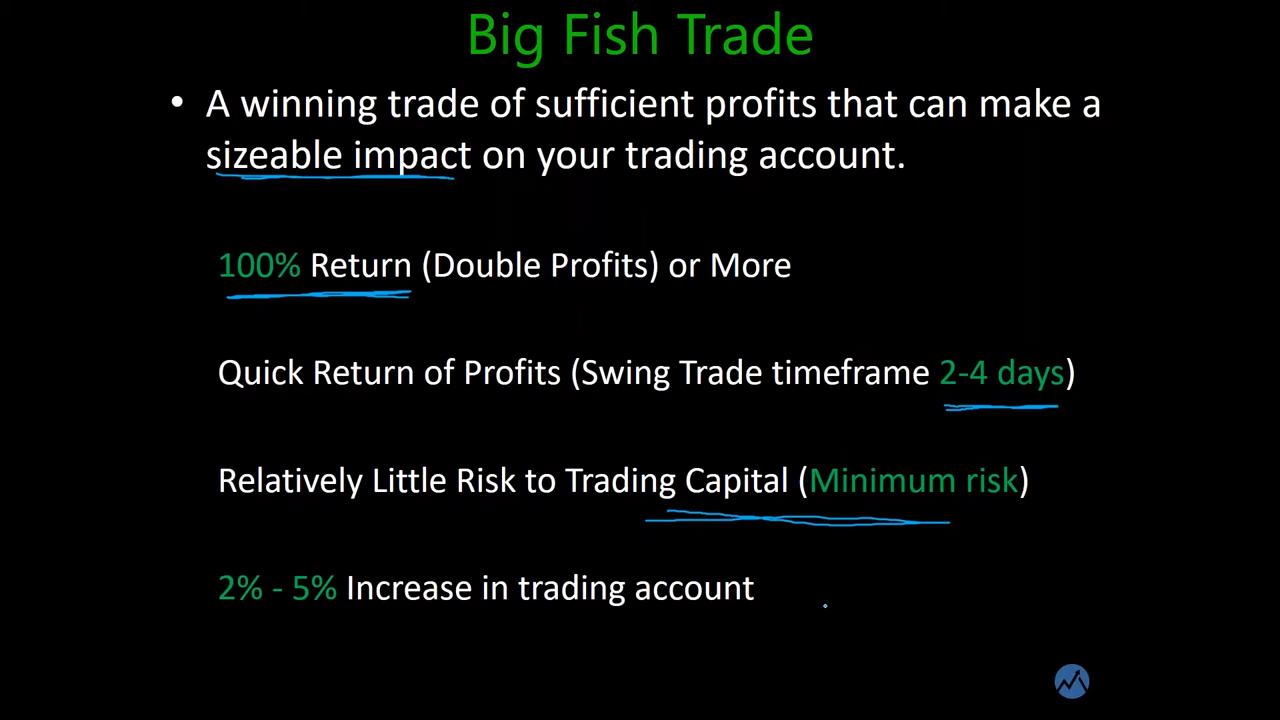 Big Fish Trade
• A winning trade of sufficient profits that can make a
sizeable impact on your trading account.
100% Return (Double Profits) or More
Quick Return of Profits (Swing Trade timeframe 2-4 days)
Relatively Little Risk to Trading Capital (Minimum risk)
2% - 5% Increase in trading account